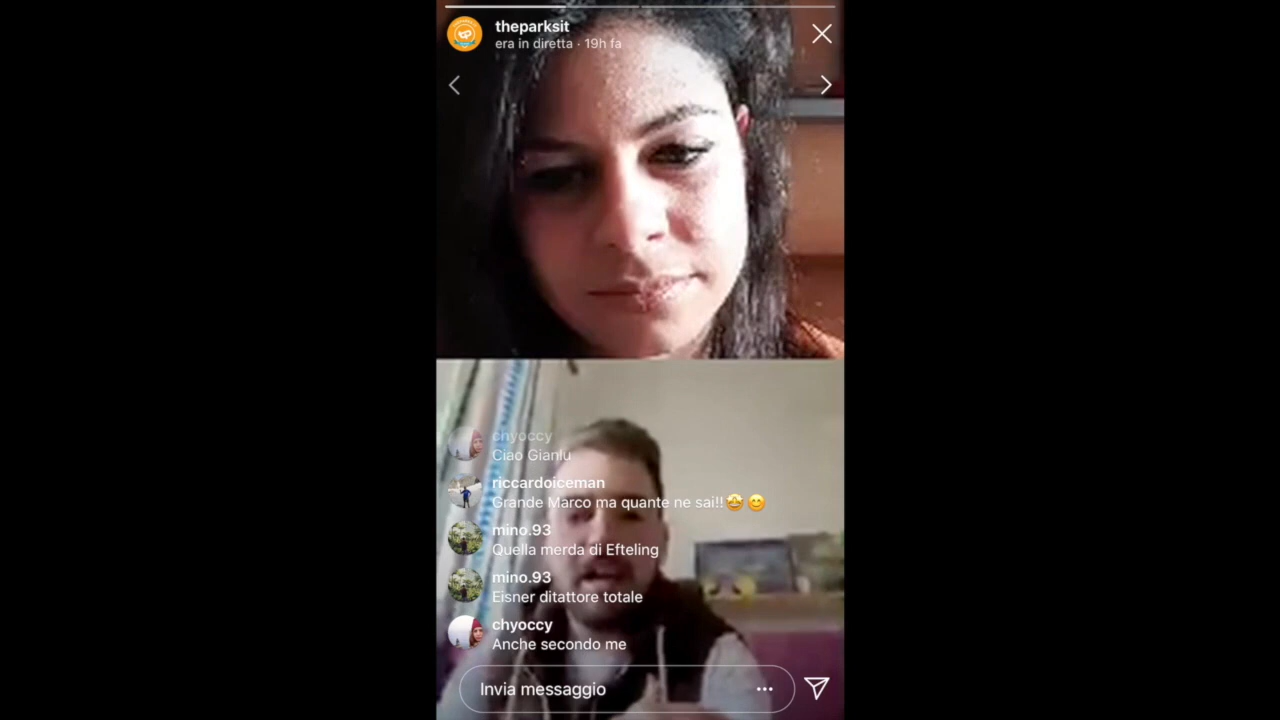 theparksit
era in diretta · 19h fa
chyoccy
Ciao Gianlu
riccardoiceman
Grande Marco ma quante ne sai!!🤩😊
mino.93
Quella merda di Efteling
mino.93
Eisner ditattore totale
chyoccy
Anche secondo me
Invia messaggio